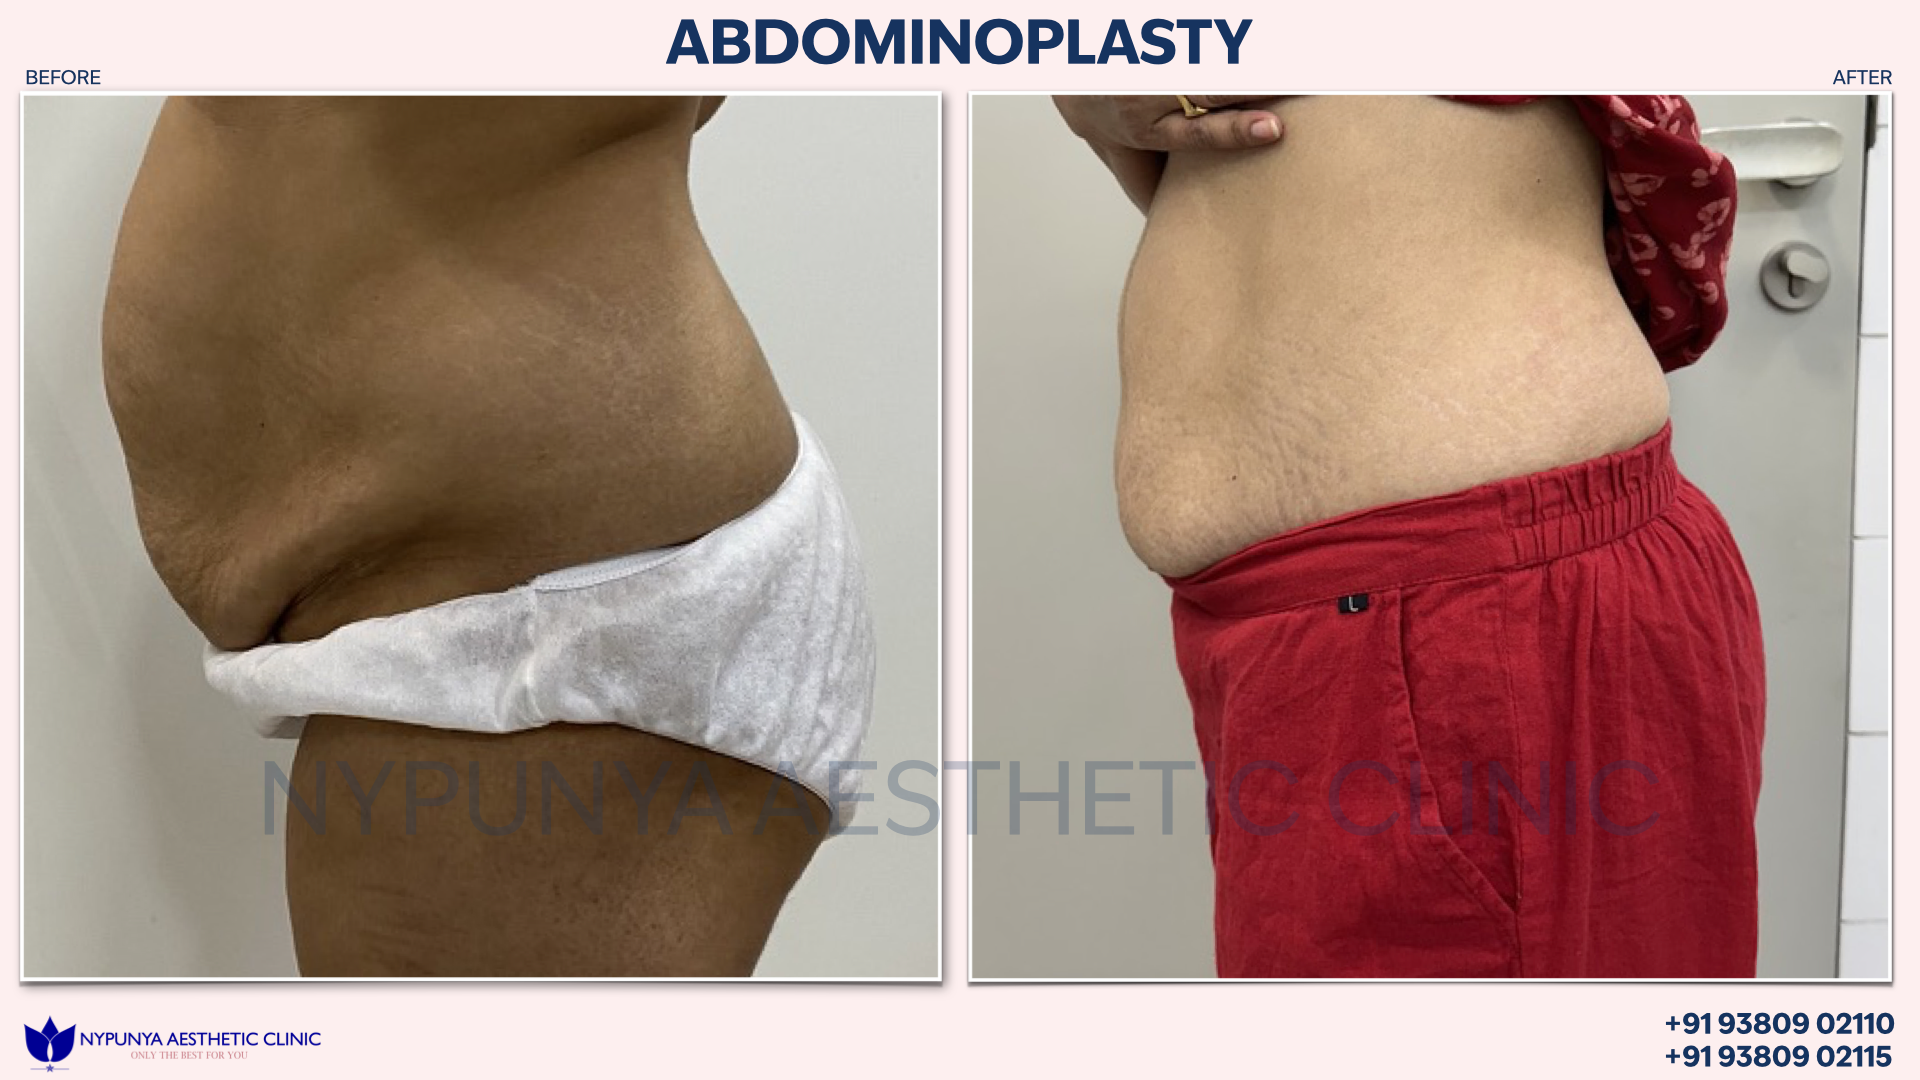 ABDOMINOPLASTY
BEFORE
AFTER
L
NYPUNYA AESTHETIC CLINIC
NYPUNYA AESTHETIC CLINIC
ONLY THE BEST FOR YOU
+91 93809 02110
+91 93809 02115